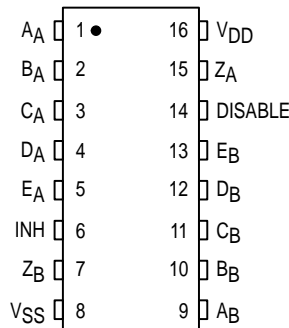 A_A 1 16 V_DD
B_A 2 15 Z_A
C_A 3 14 DISABLE
D_A 4 13 E_B
E_A 5 12 D_B
INH 6 11 C_B
Z_B 7 10 B_B
V_SS 8 9 A_B